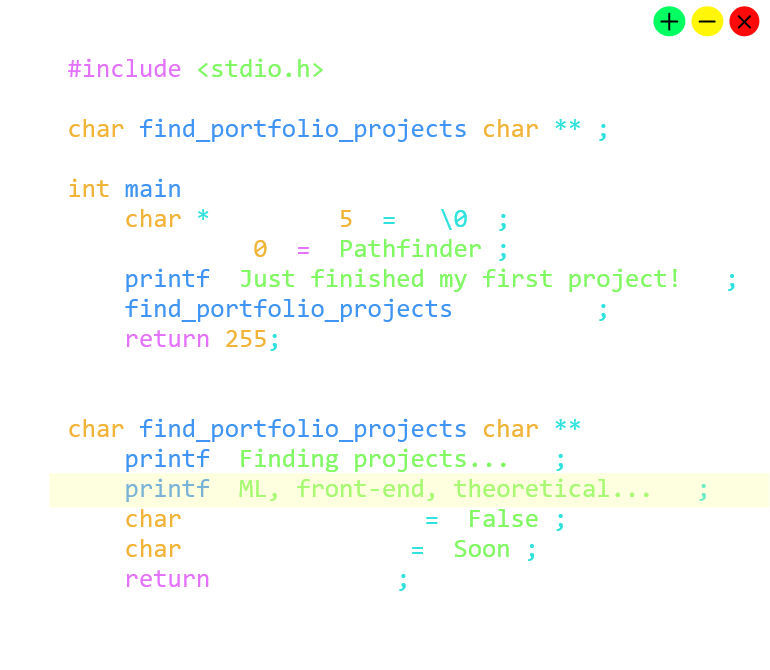 #include <stdio.h>
char find_portfolio_projects char ** ;
int main
char * 5 = \0 ;
0 = Pathfinder ;
printf Just finished my first project! ;
find_portfolio_projects ;
return 255;
char find_portfolio_projects char **
printf Finding projects... ;
printf ML, front-end, theoretical... ;
char = False ;
char = Soon ;
return ;